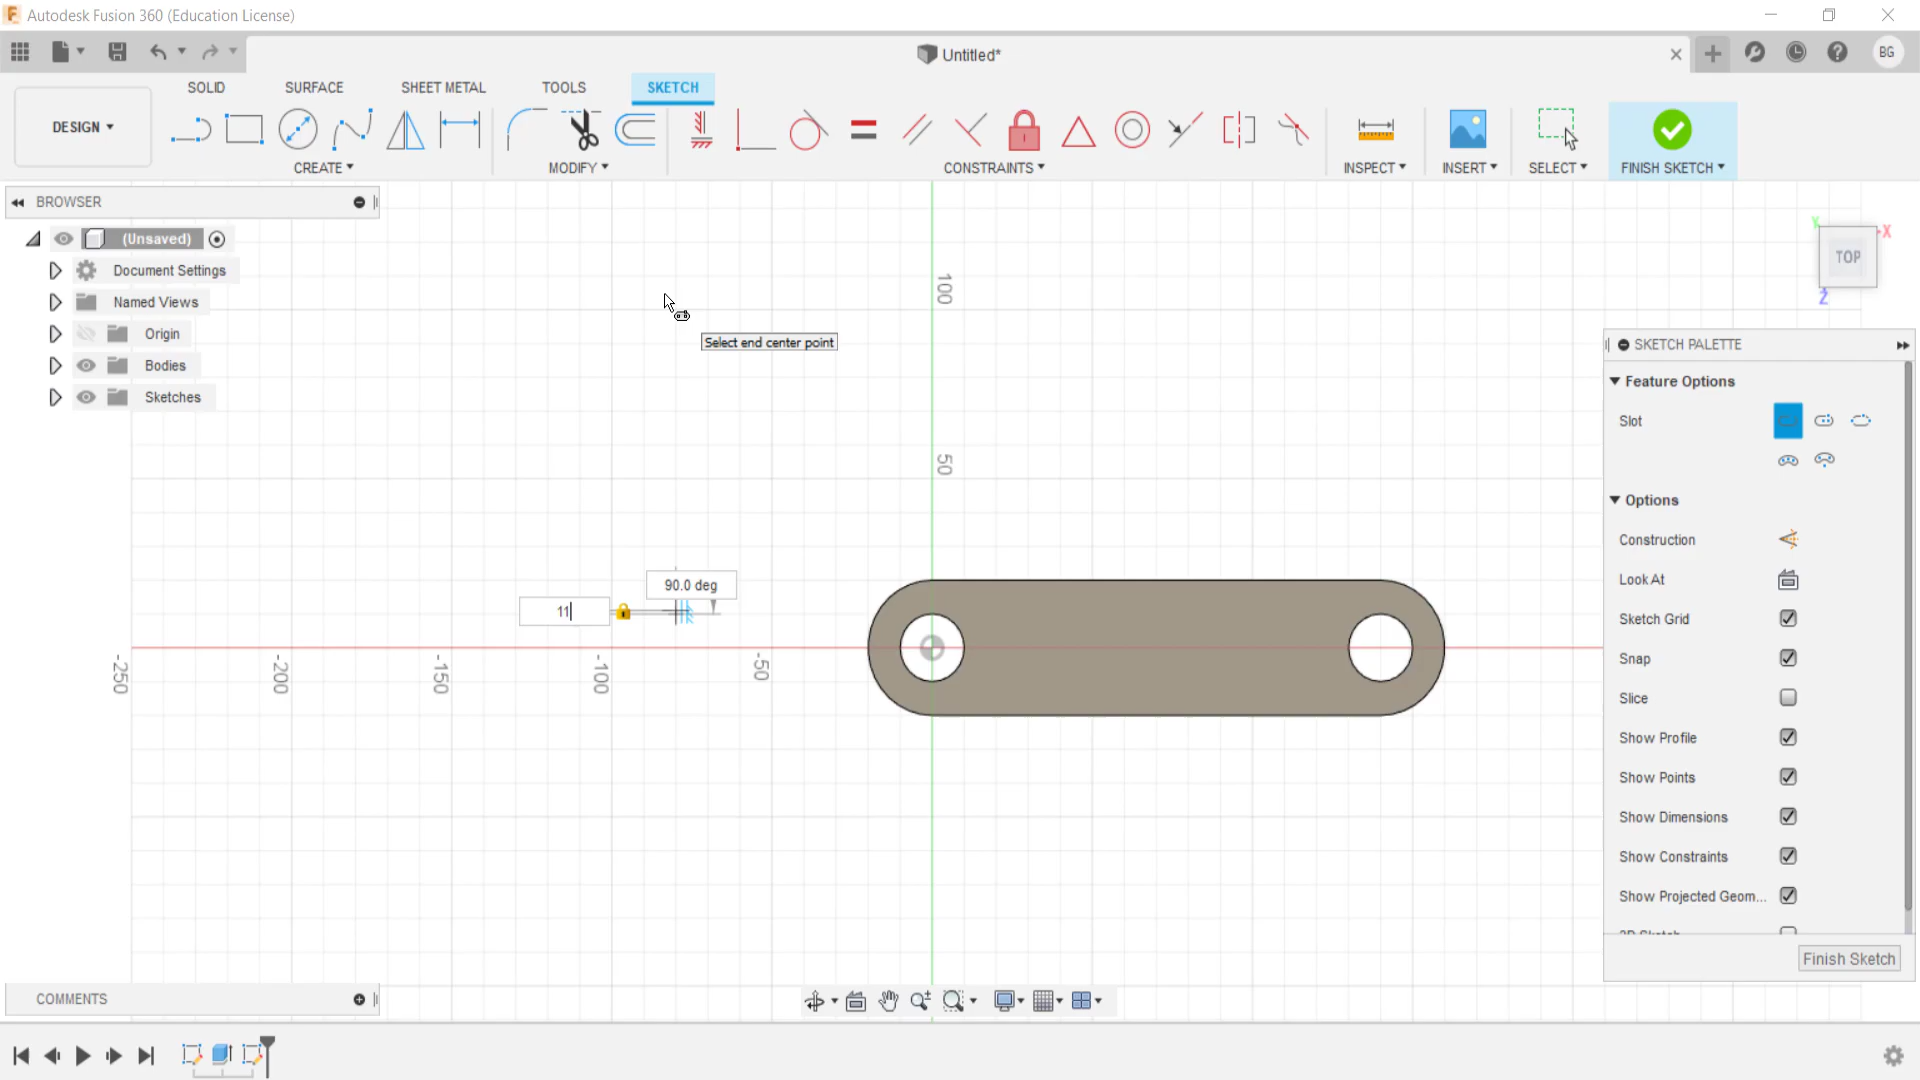 Autodesk Fusion 360 (Education License)
Untitled*
BG
SOLID
SURFACE
SHEET METAL
TOOLS
SKETCH
DESIGN
CREATE
MODIFY
CONSTRAINTS
INSPECT
INSERT
SELECT
FINISH SKETCH
BROWSER
(Unsaved)
Document Settings
Named Views
Origin
Bodies
Sketches
Select end center point
100
50
90.0 deg
11
-250
-200
-150
-100
-50
Y
X
TOP
Z
SKETCH PALETTE
Feature Options
Slot
Options
Construction
Look At
Sketch Grid
Snap
Slice
Show Profile
Show Points
Show Dimensions
Show Constraints
Show Projected Geom...
3D Sketch
Finish Sketch
COMMENTS